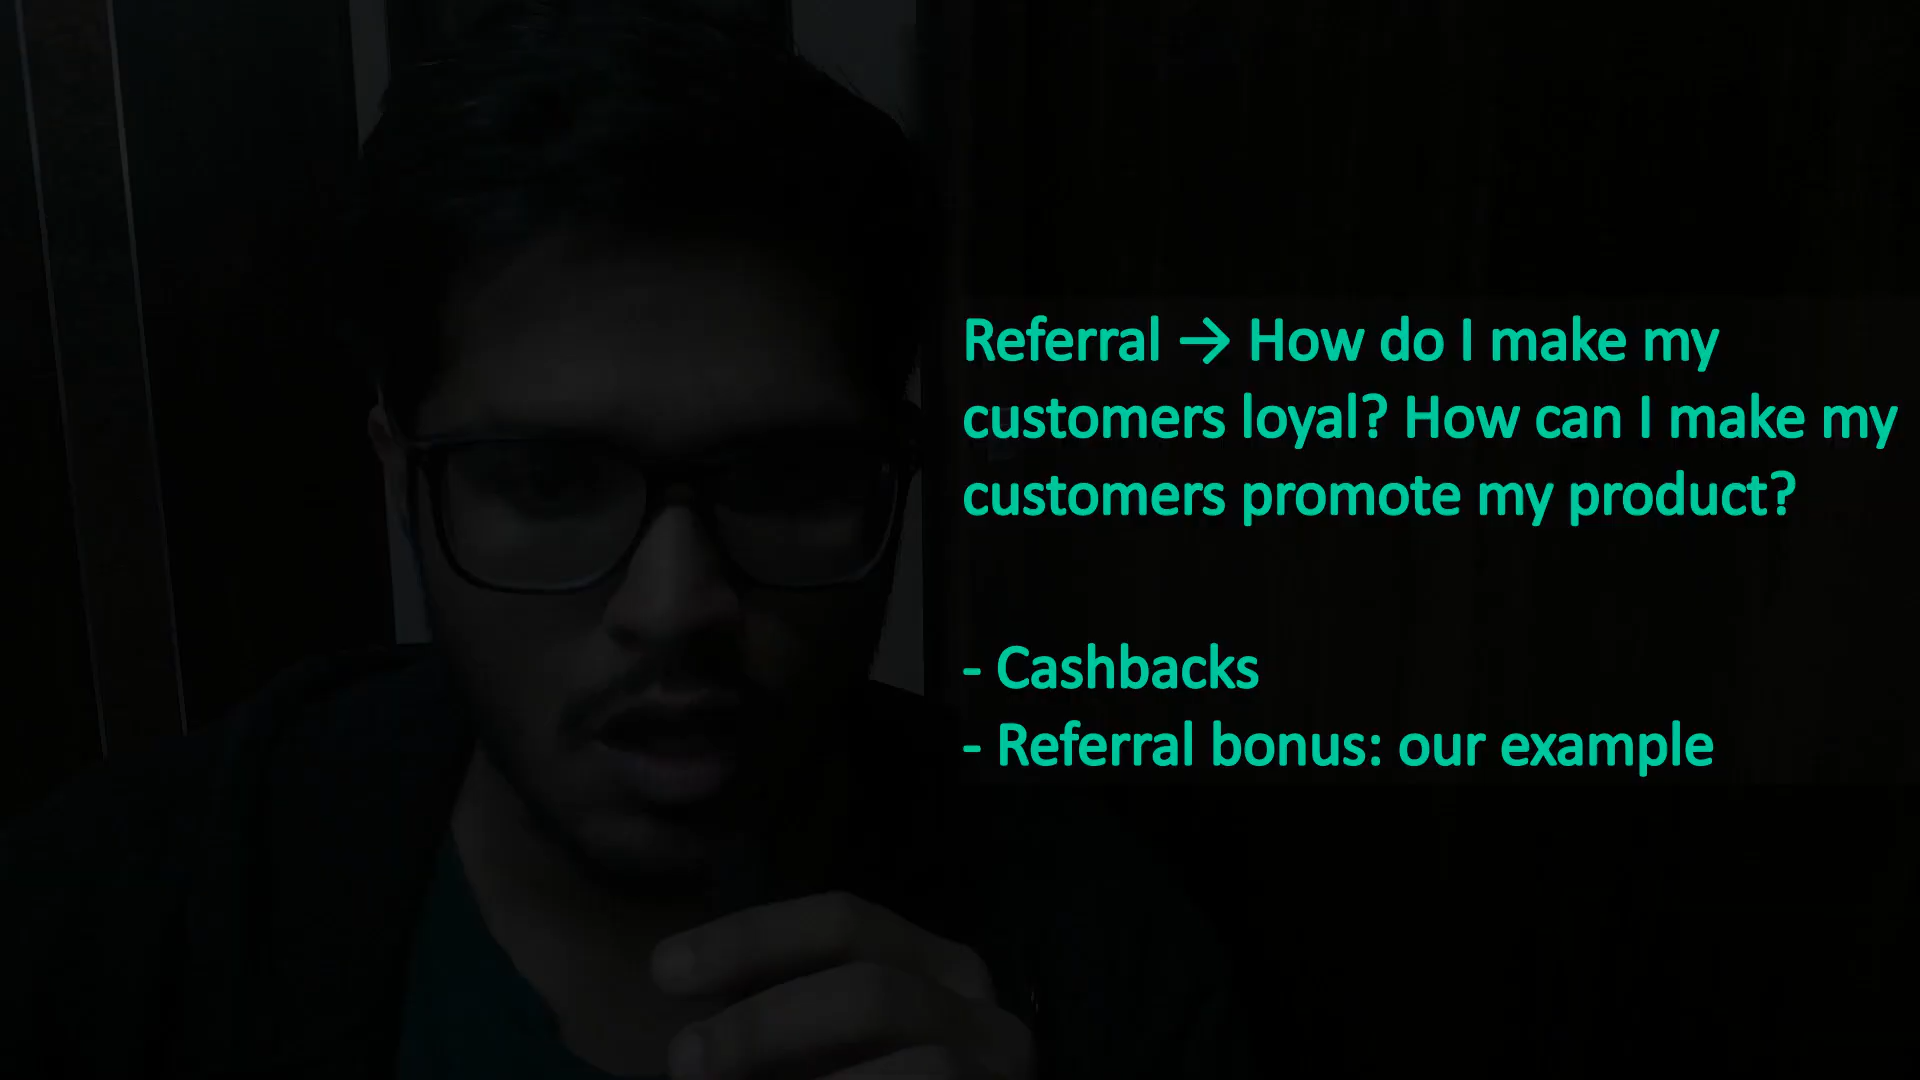 Referral → How do I make my
customers loyal? How can I make my
customers promote my product?
- Cashbacks
- Referral bonus: our example